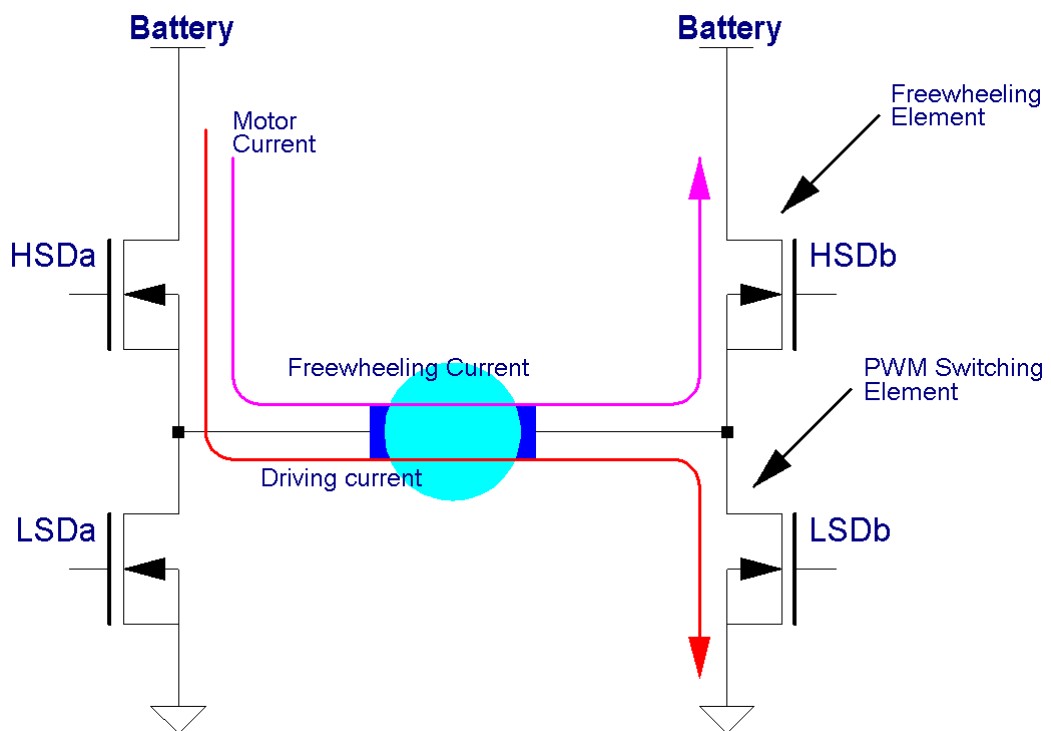 Battery
Battery
Freewheeling
Element
Motor
Current
HSDa
HSDb
Freewheeling Current
PWM Switching
Element
Driving current
LSDa
LSDb